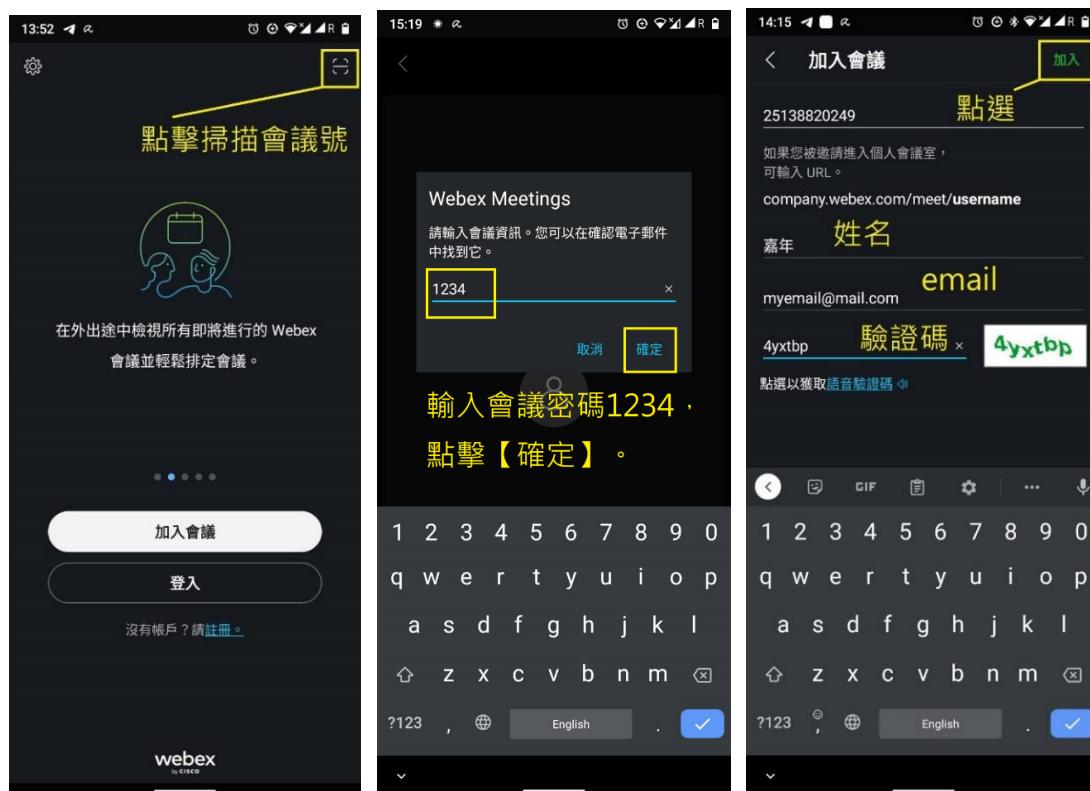 13:52
R
點擊掃描會議號
在外出途中檢視所有即將進行的 Webex
會議並輕鬆排定會議。
加入會議
登入
沒有帳戶？請註冊。
webex
by CISCO
15:19
R
Webex Meetings
請輸入會議資訊。您可以在確認電子郵件
中找到它。
1234
×
取消
確定
輸入會議密碼1234，
點擊【確定】。
1 2 3 4 5 6 7 8 9 0
q w e r t y u i o p
a s d f g h j k l
z x c v b n m
?123 , English .
14:15
R
加入會議
加入
點選
25138820249
如果您被邀請進入個人會議室，
可輸入 URL。
company.webex.com/meet/username
姓名
嘉年
email
myemail@mail.com
驗證碼
4yxtbp
×
4yxtbp
點選以獲取語音驗證碼
GIF
1 2 3 4 5 6 7 8 9 0
q w e r t y u i o p
a s d f g h j k l
z x c v b n m
?123 , English .